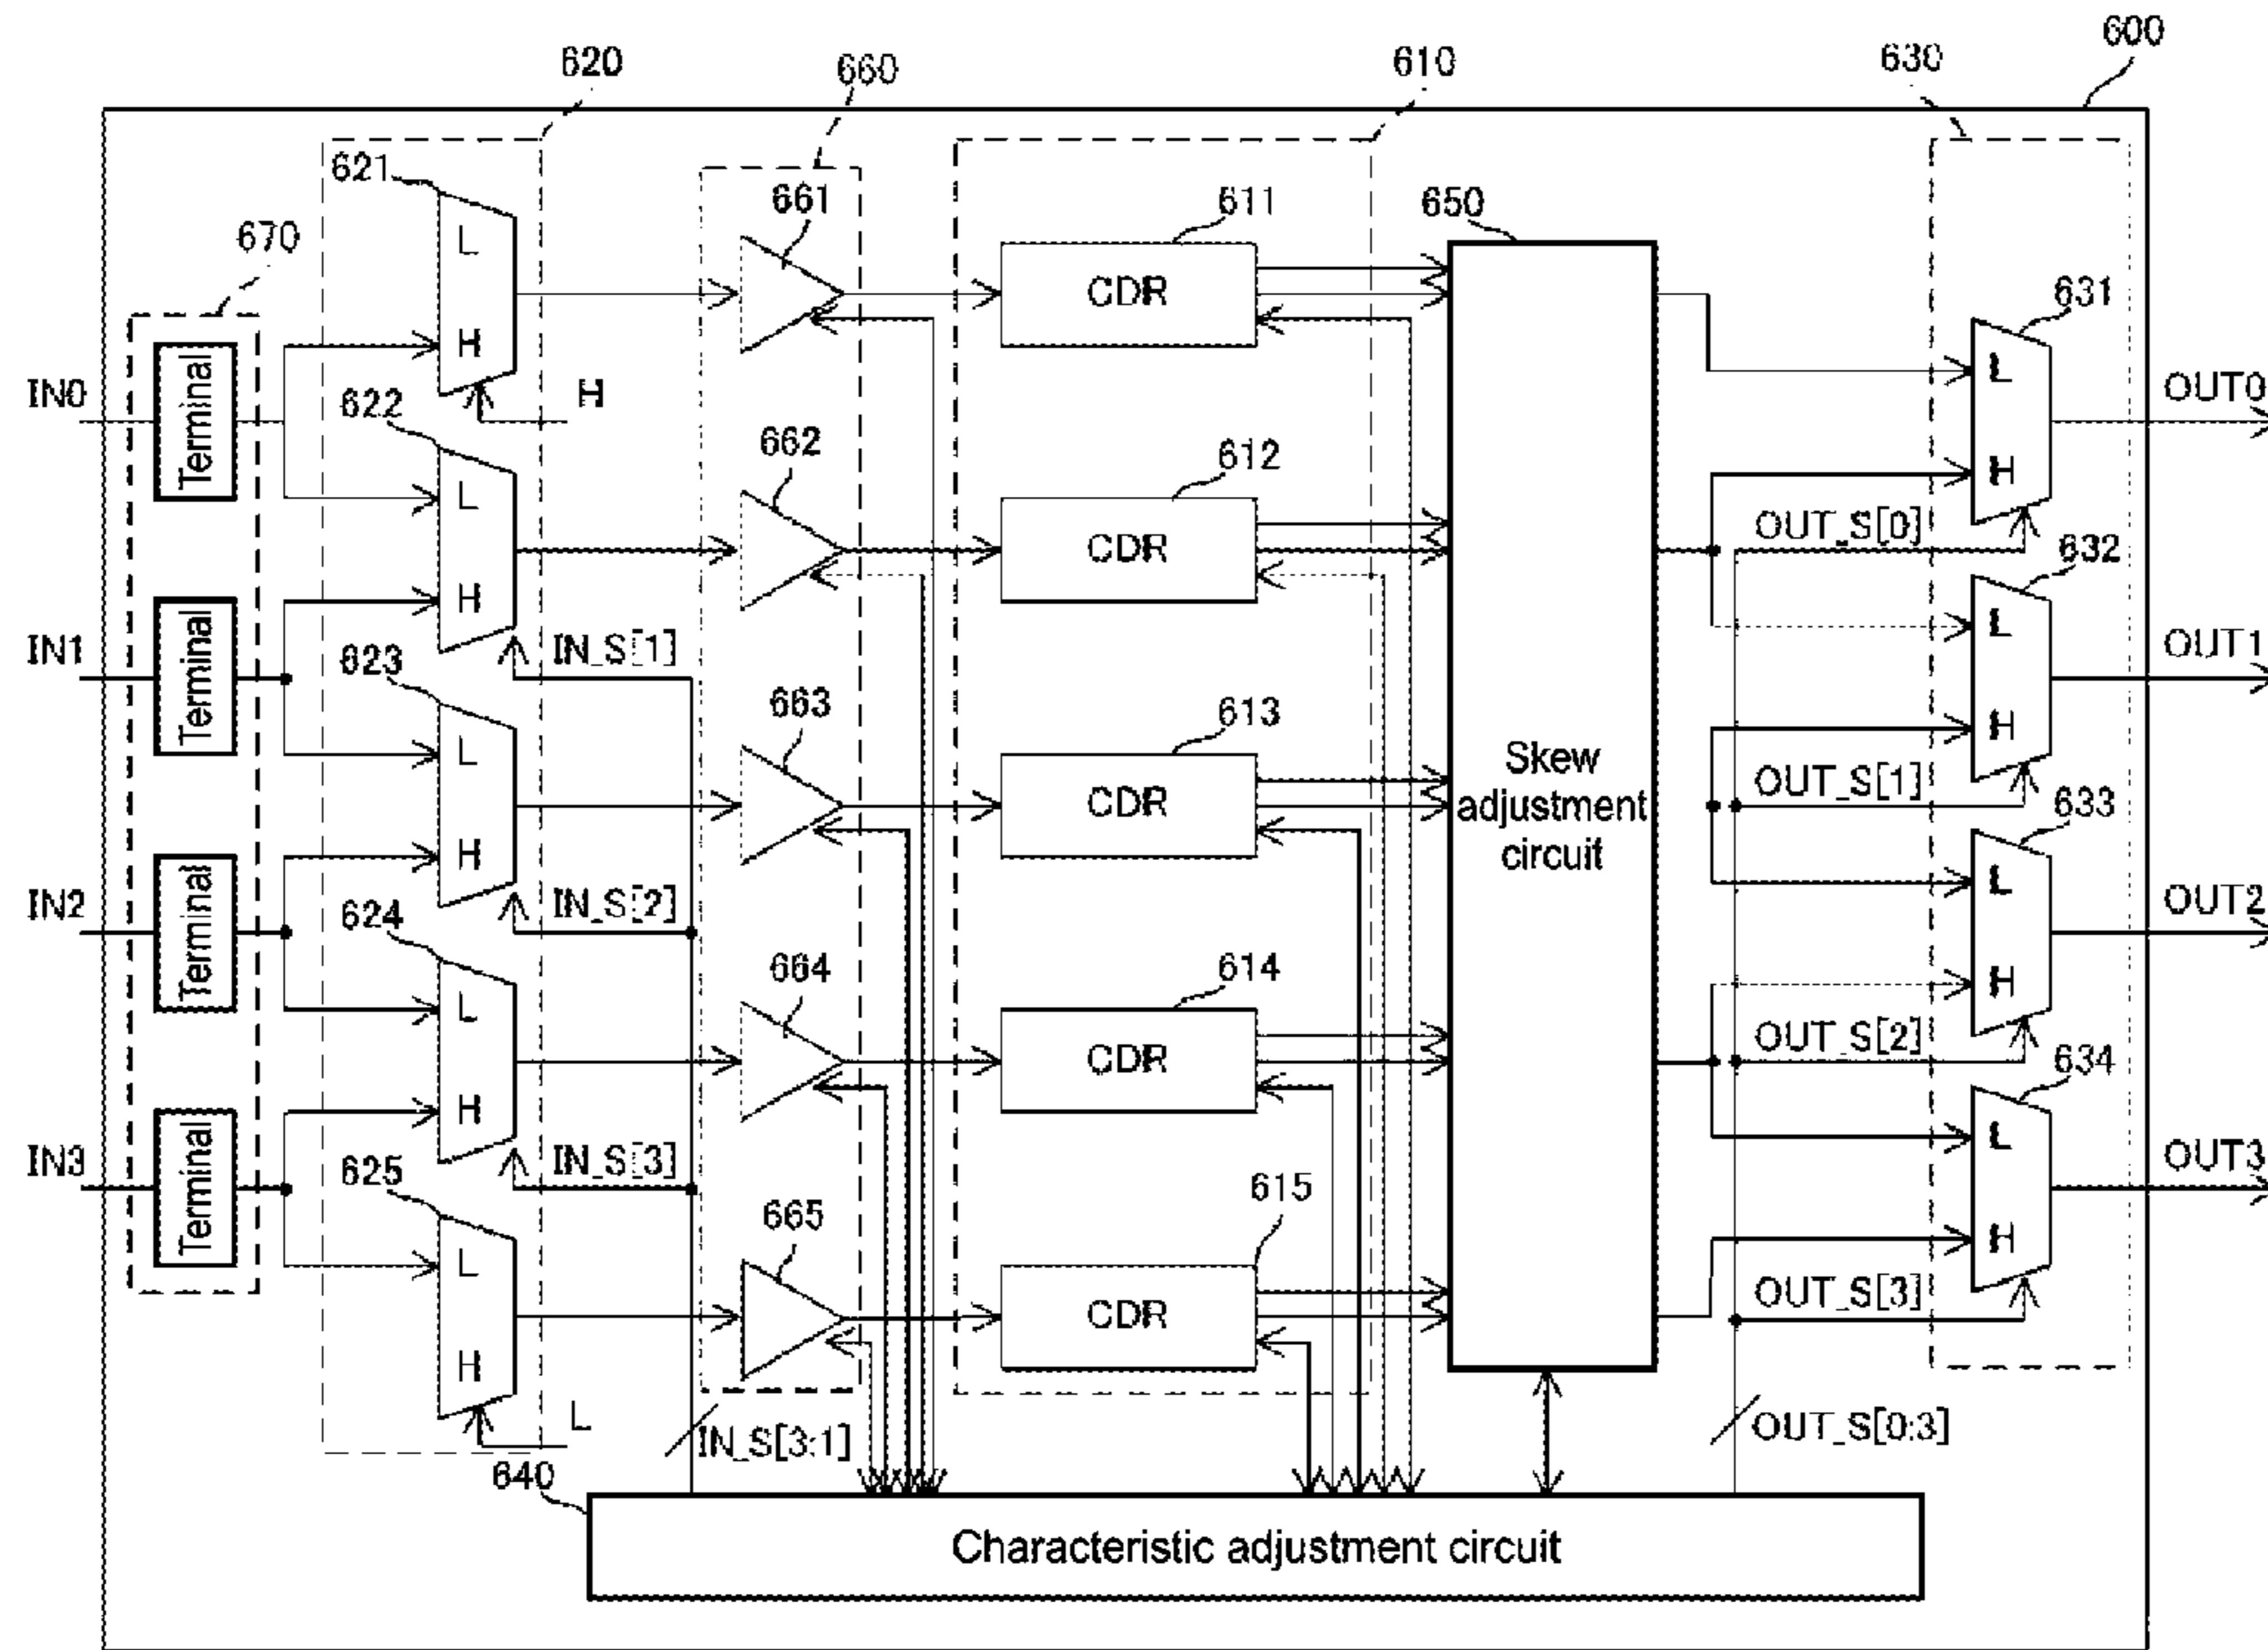 600
620
660
610
630
621
661
611
650
670
L
CDR
631
H
L
Terminal
IN0
622
H
OUT0
662
612
H
L
CDR
OUT_S[0]
632
H
L
Terminal
IN1
IN_S[1]
OUT1
623
663
613
H
L
CDR
Skew
adjustment
circuit
OUT_S[1]
633
H
L
Terminal
IN2
IN_S[2]
OUT2
624
664
614
H
L
CDR
OUT_S[2]
634
H
L
Terminal
IN3
IN_S[3]
OUT3
625
665
615
H
L
CDR
OUT_S[3]
H
L
IN_S[3:1]
OUT_S[0:3]
640
Characteristic adjustment circuit